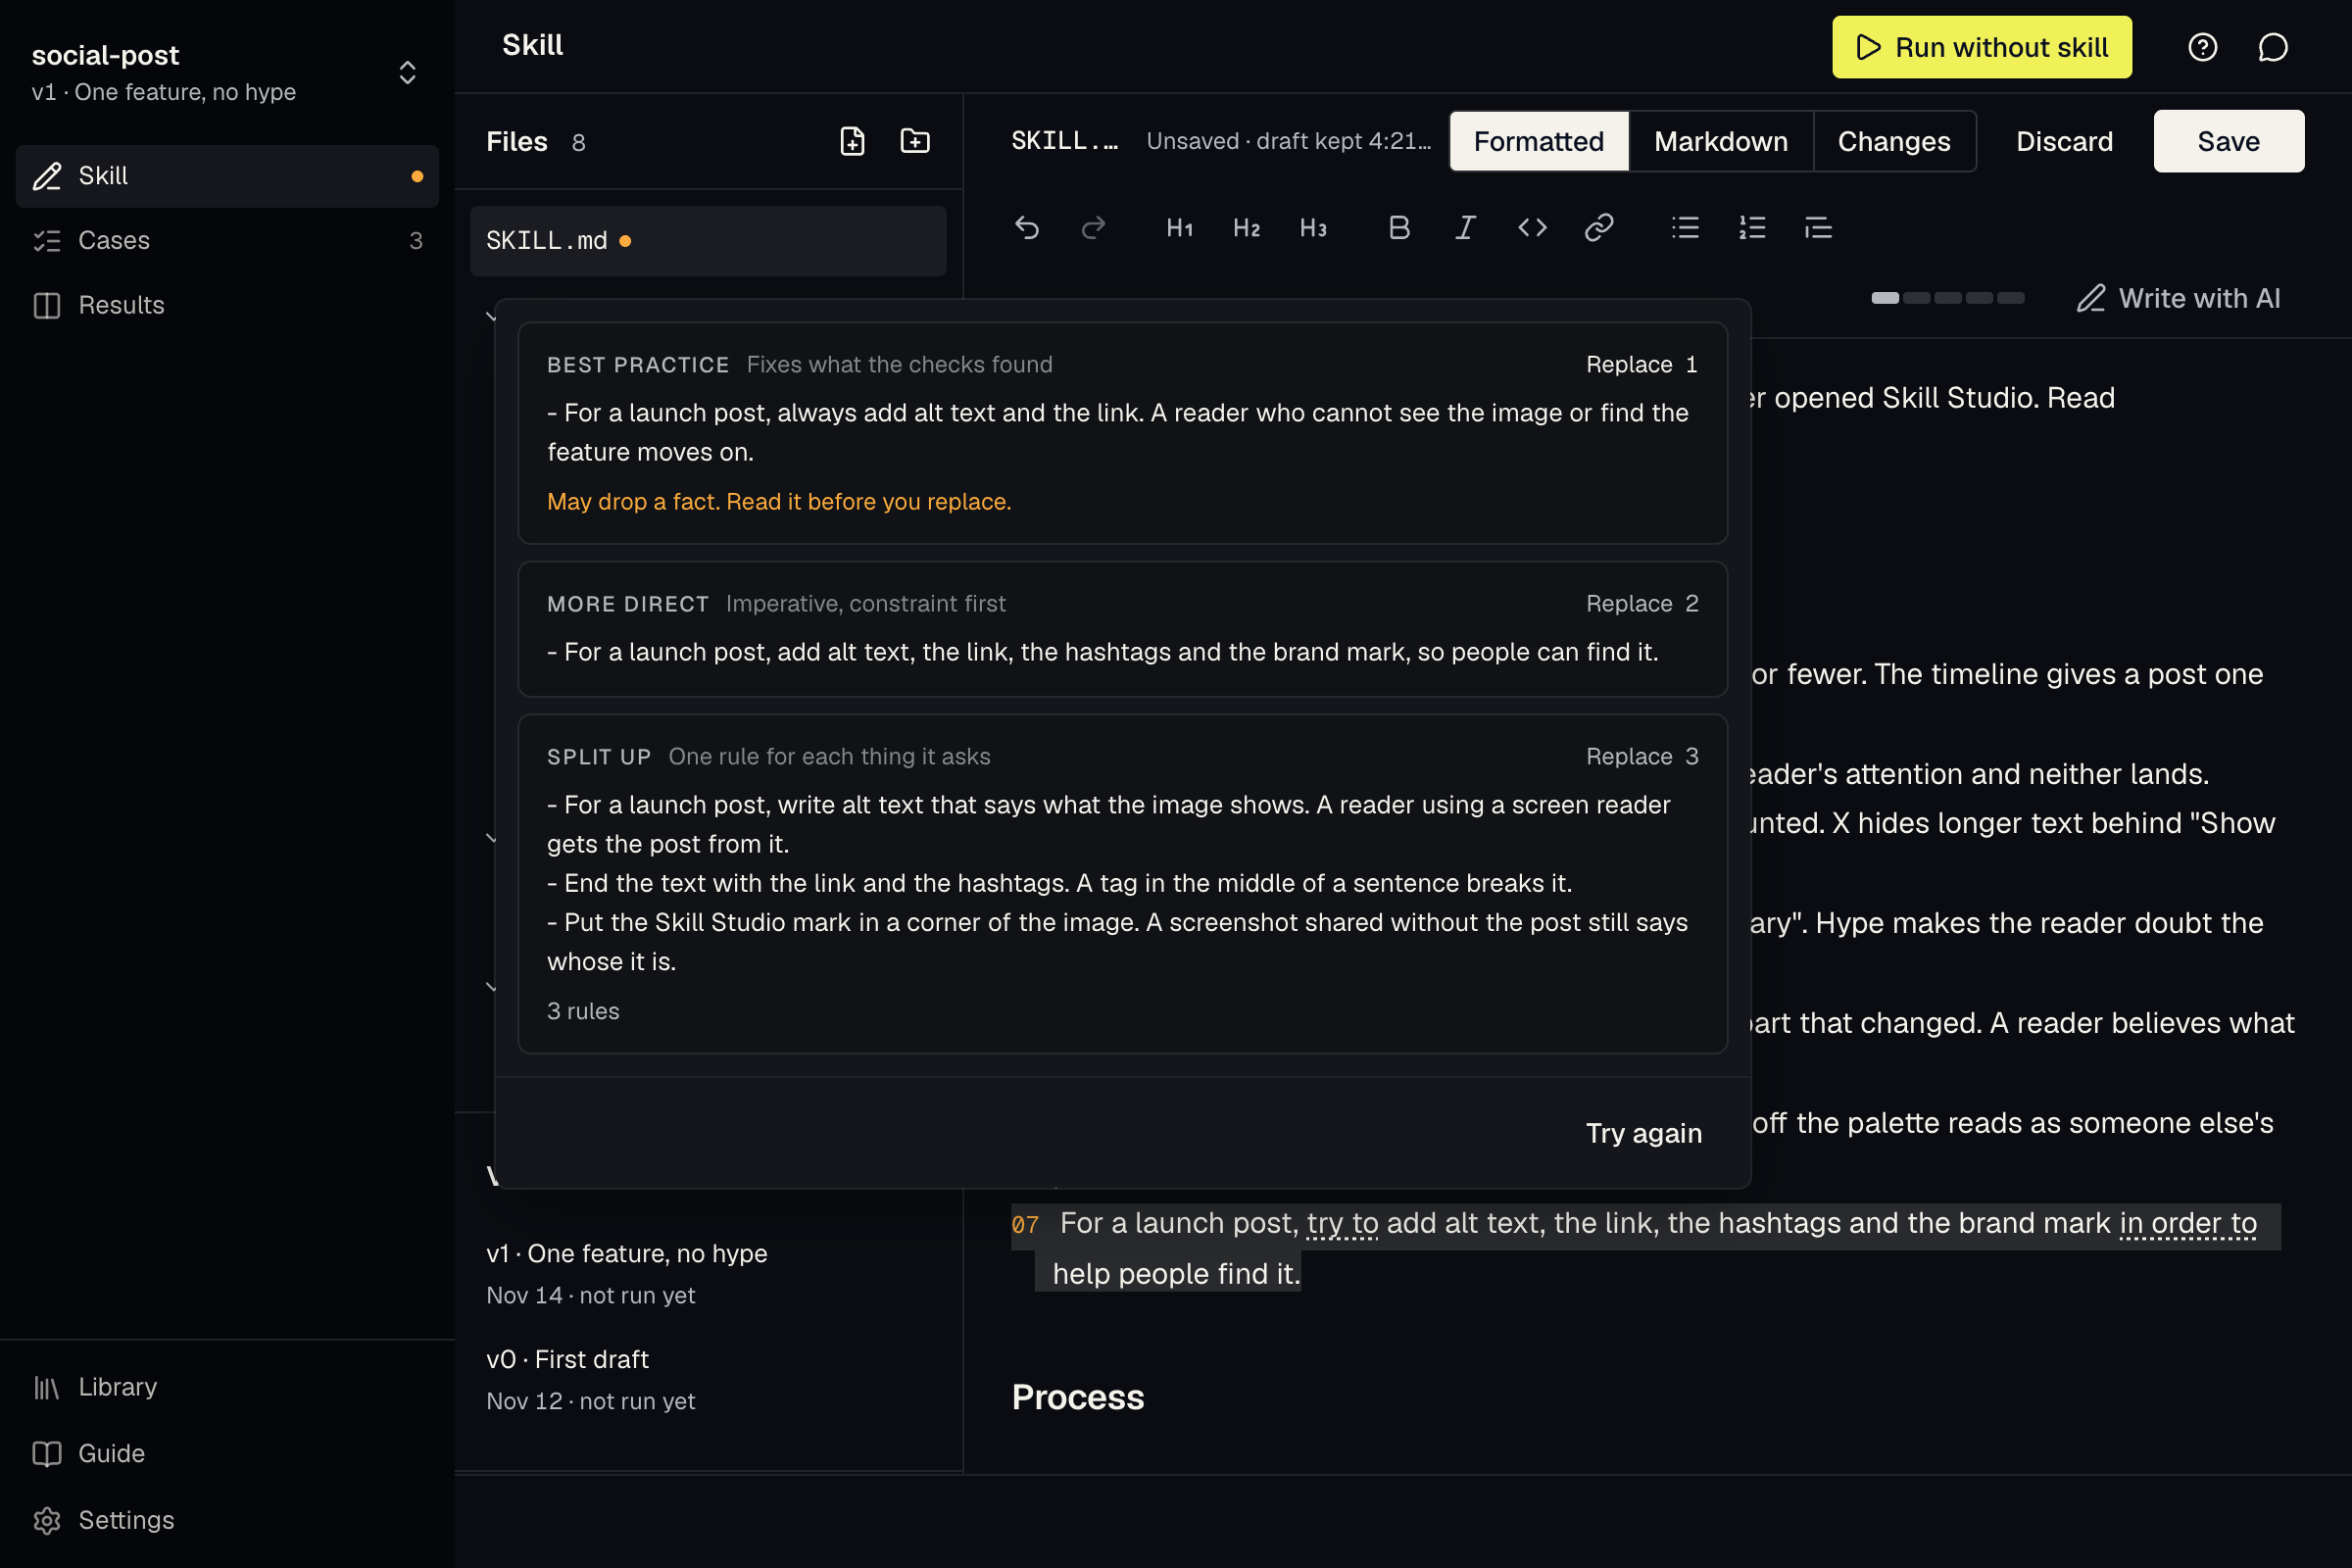 social-post
v1 · One feature, no hype
Skill
Cases 3
Results
Library
Guide
Settings
Skill
Run without skill
Files 8
SKILL.md
v1 · One feature, no hype
Nov 14 · not run yet
v0 · First draft
Nov 12 · not run yet
SKILL.… Unsaved · draft kept 4:21… Formatted Markdown Changes Discard Save
H1 H2 H3
Write with AI
BEST PRACTICE Fixes what the checks found Replace 1
- For a launch post, always add alt text and the link. A reader who cannot see the image or find the
feature moves on.
May drop a fact. Read it before you replace.
MORE DIRECT Imperative, constraint first Replace 2
- For a launch post, add alt text, the link, the hashtags and the brand mark, so people can find it.
SPLIT UP One rule for each thing it asks Replace 3
- For a launch post, write alt text that says what the image shows. A reader using a screen reader
gets the post from it.
- End the text with the link and the hashtags. A tag in the middle of a sentence breaks it.
- Put the Skill Studio mark in a corner of the image. A screenshot shared without the post still says
whose it is.
3 rules
Try again
opened Skill Studio. Read
or fewer. The timeline gives a post one
attention and neither lands.
X hides longer text behind "Show
Hype makes the reader doubt the
that changed. A reader believes what
off the palette reads as someone else's
07 For a launch post, try to add alt text, the link, the hashtags and the brand mark in order to
help people find it.
Process